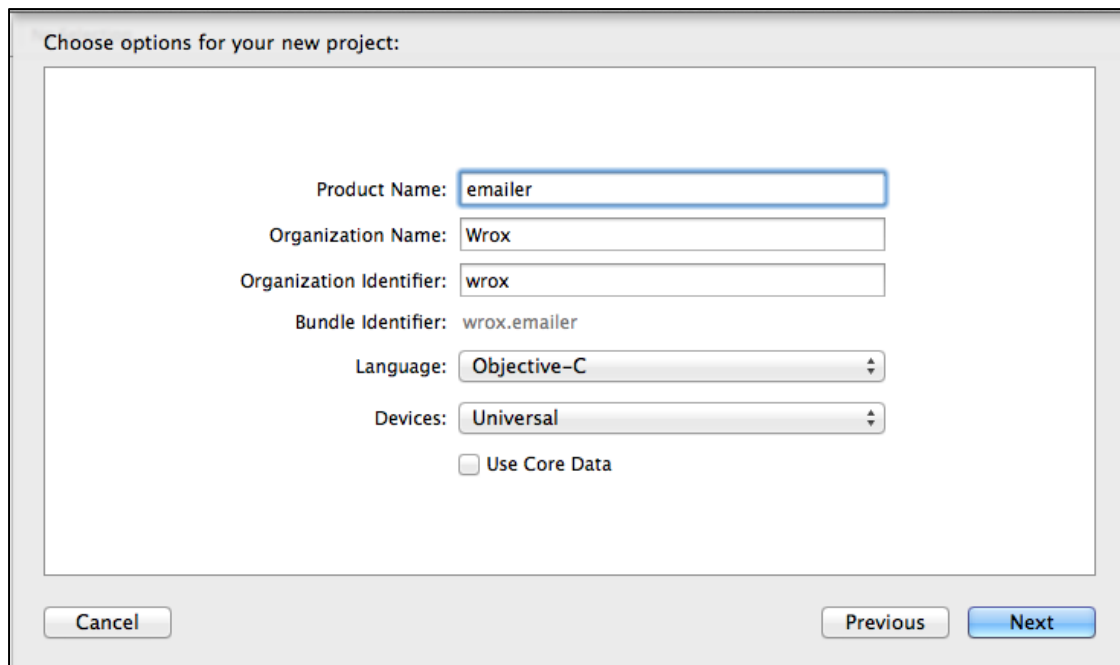 Choose options for your new project:
Product Name: emailer
Organization Name: Wrox
Organization Identifier: wrox
Bundle Identifier: wrox.emailer
Language: Objective-C
Devices: Universal
Use Core Data
Cancel Previous Next